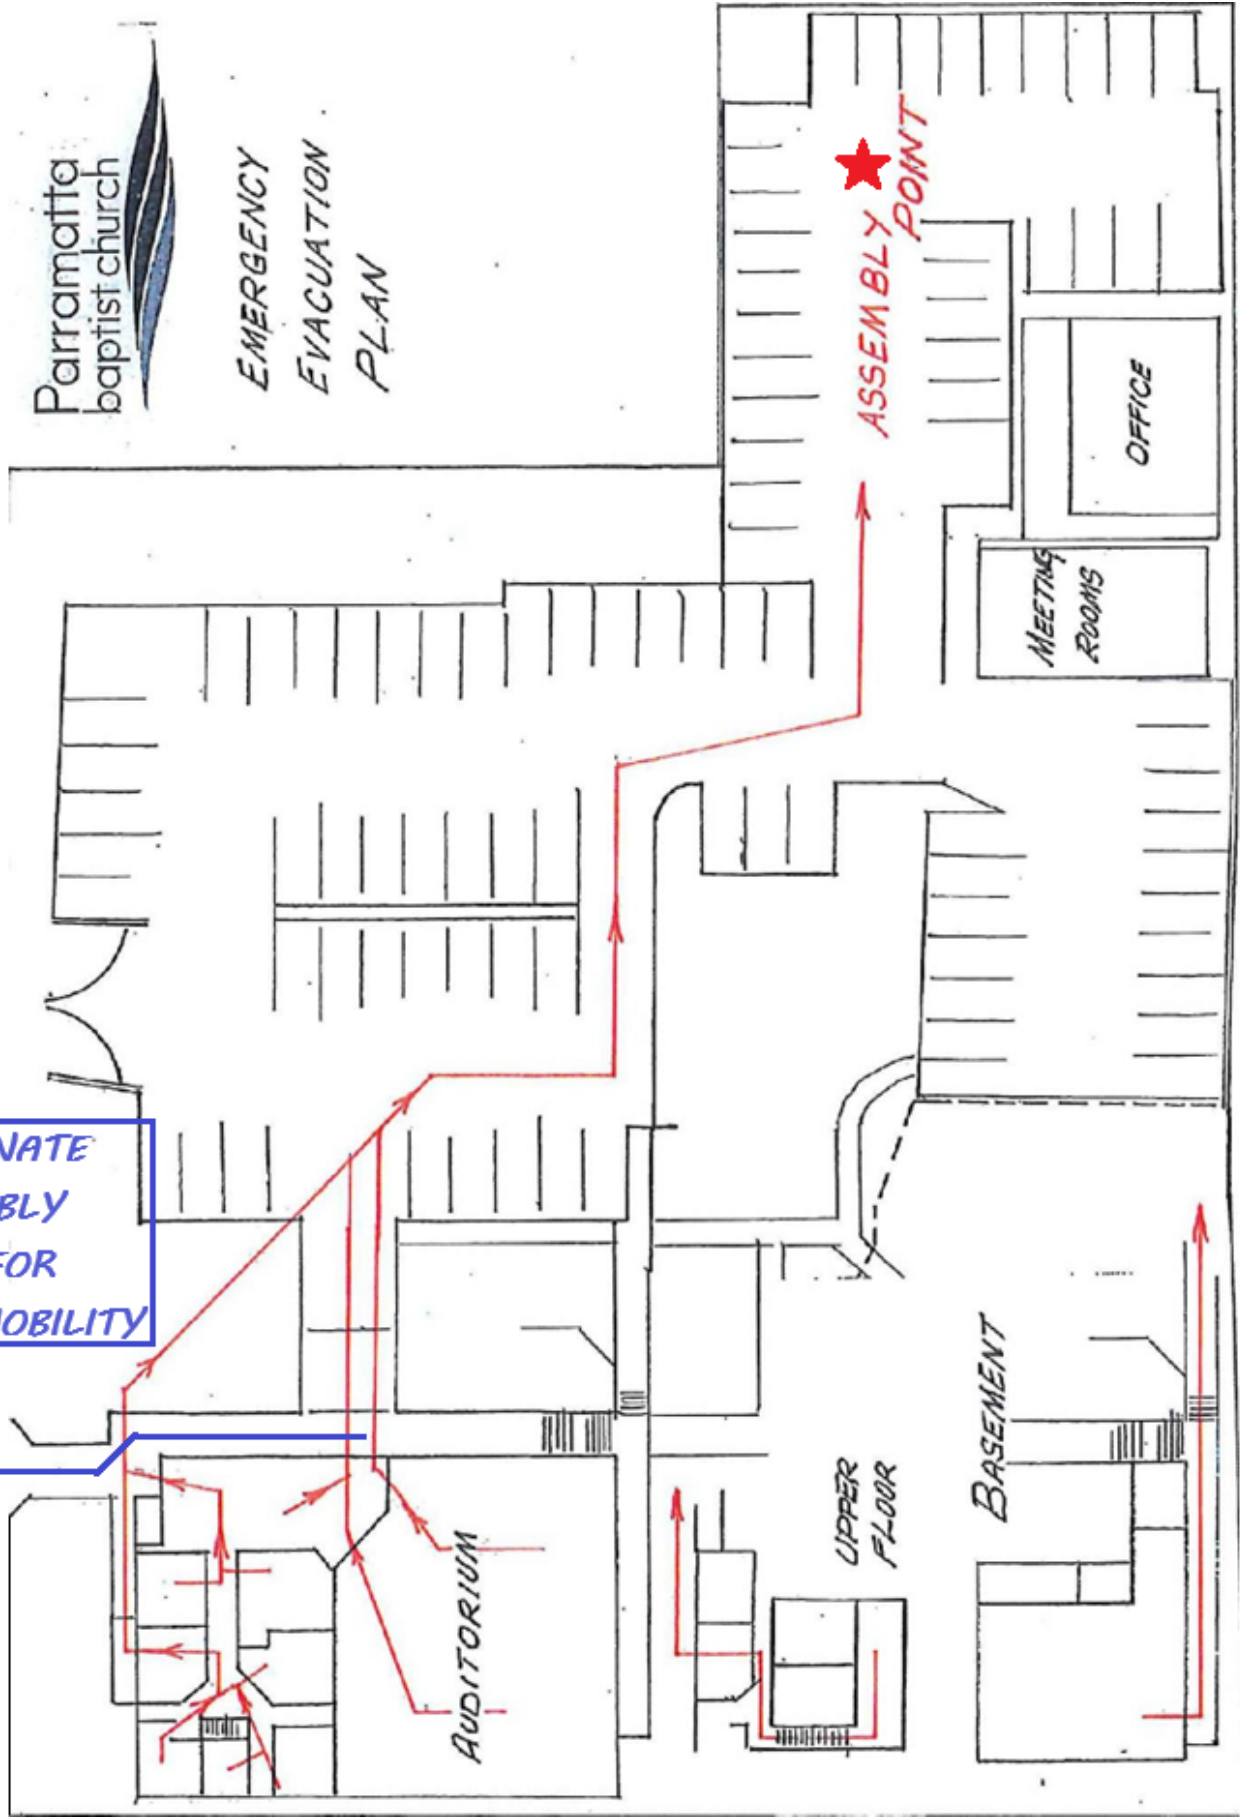 Parramatta
baptist church
EMERGENCY
EVACUATION
PLAN
ASSEMBLY
POINT
OFFICE
MEETING
ROOMS
NATE
BLY
FOR
MOBILITY
AUDITORIUM
UPPER
FLOOR
BASEMENT